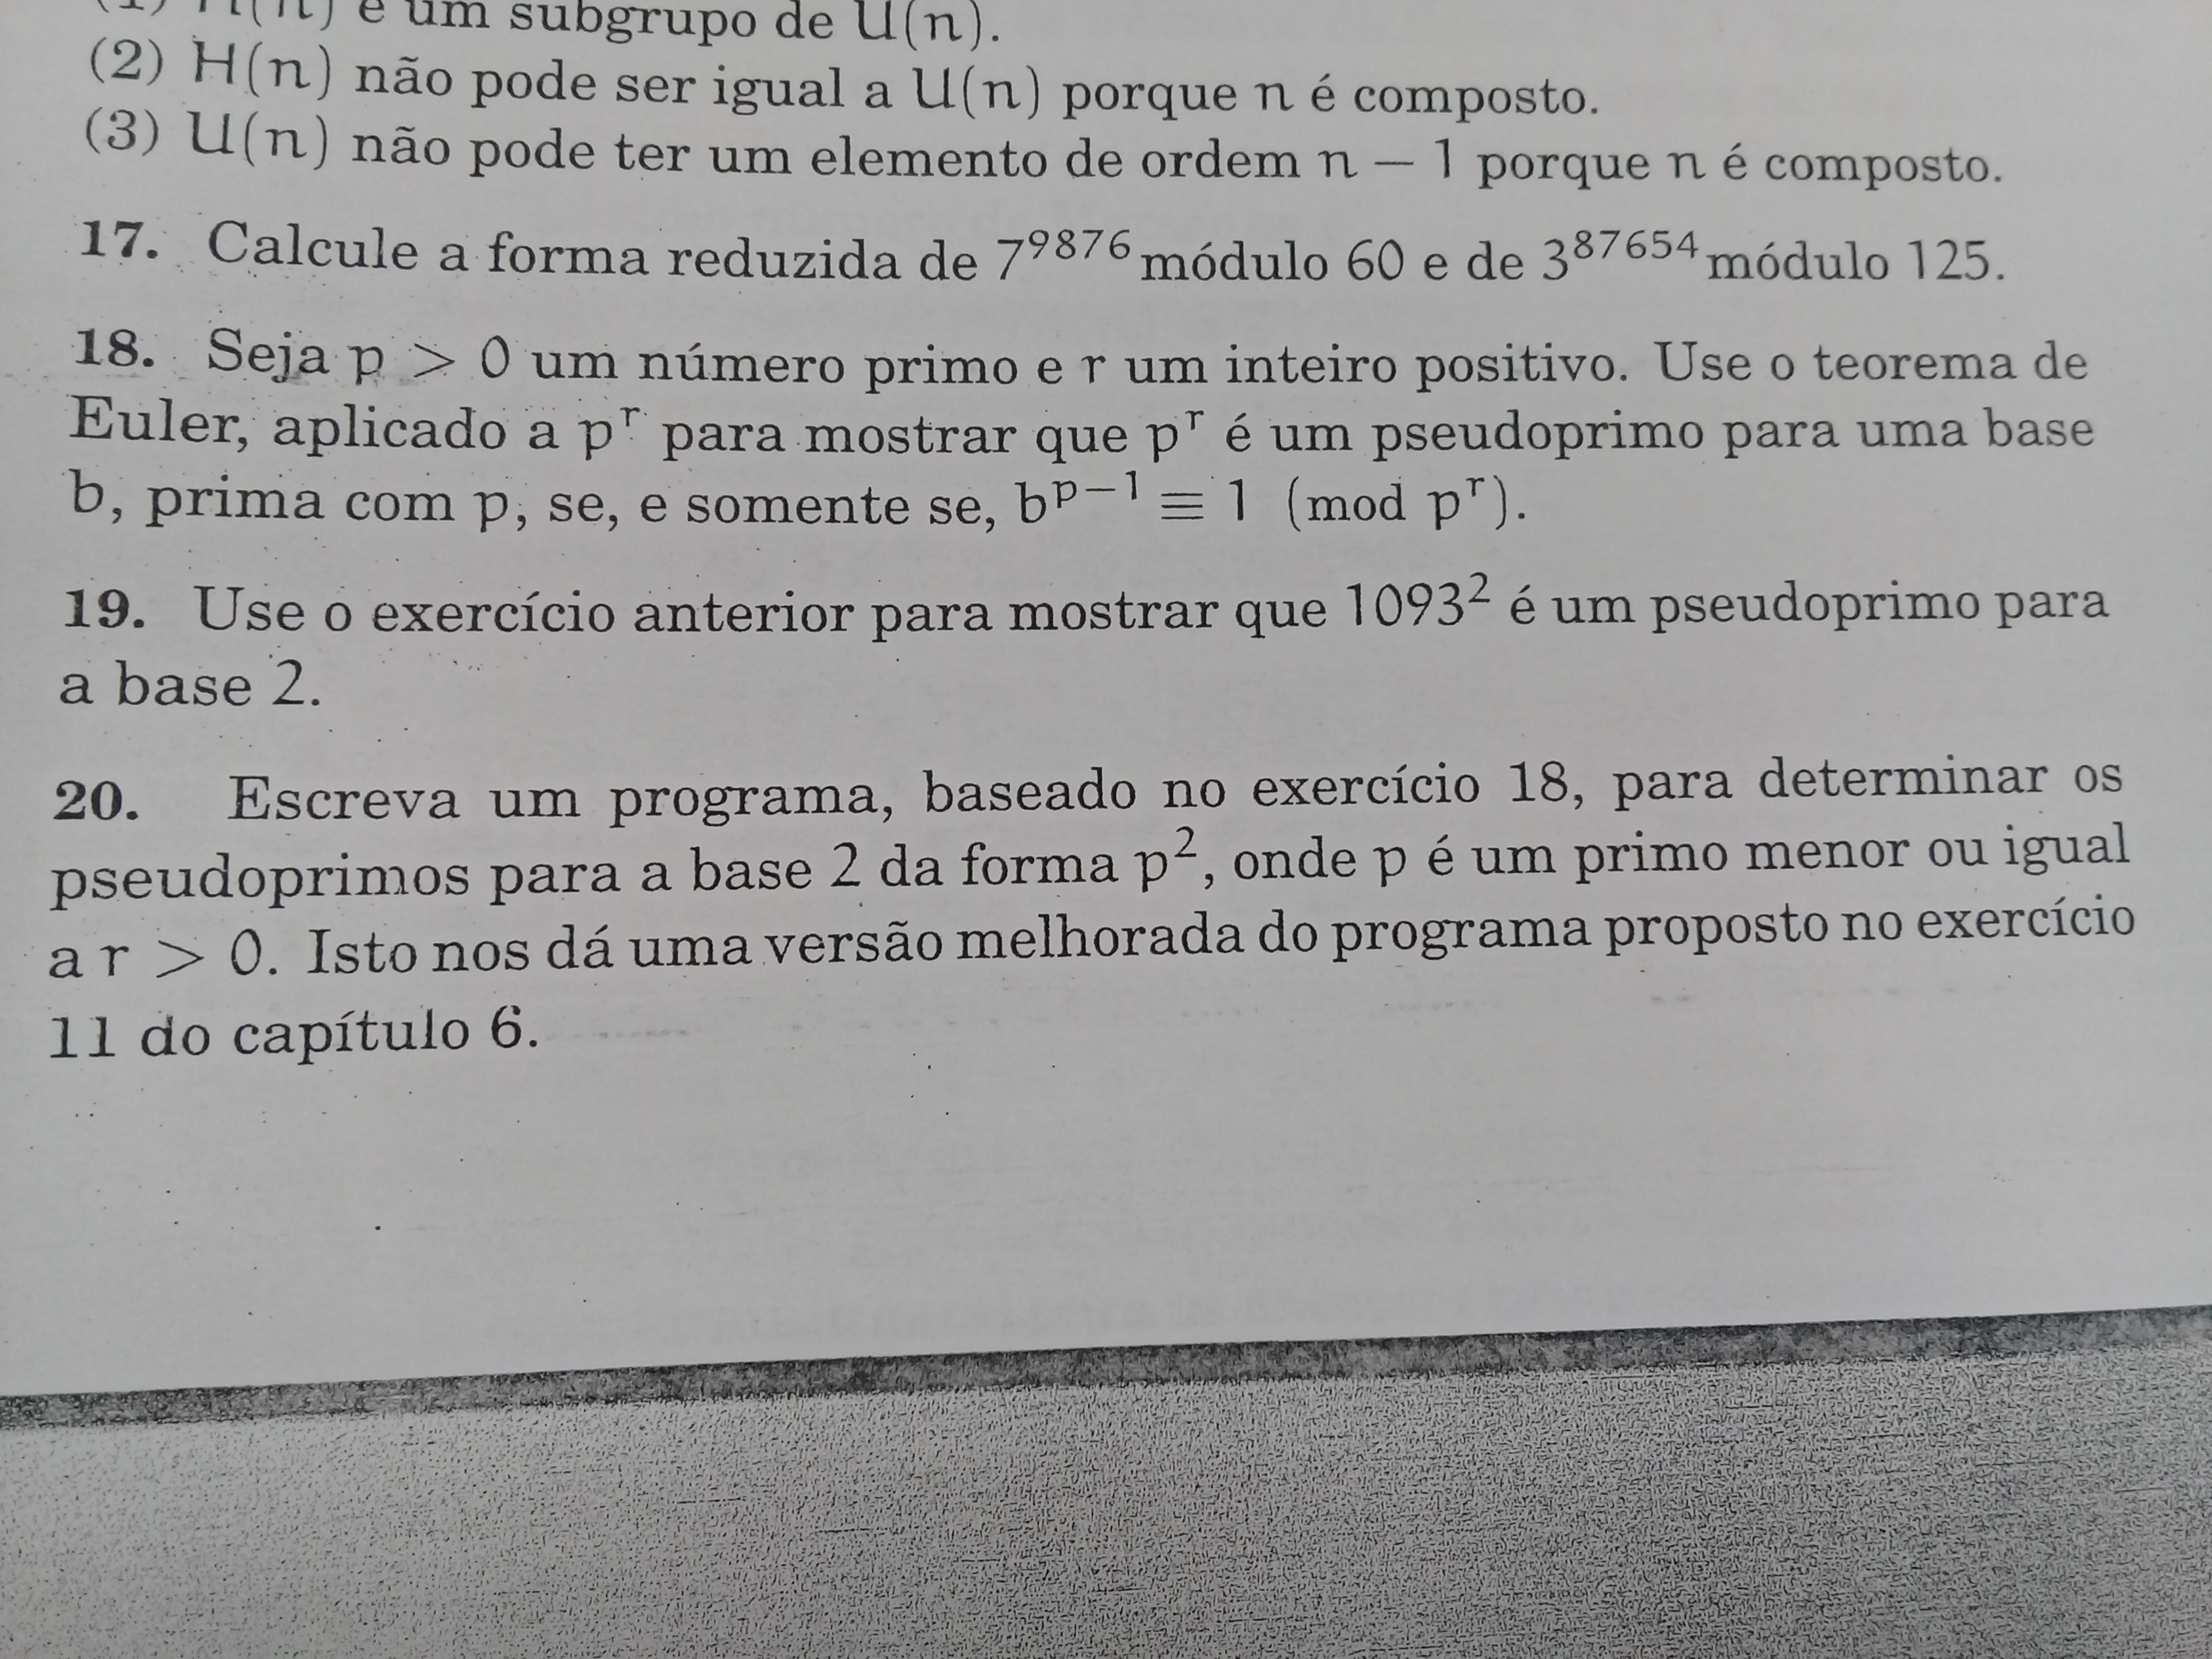 (1) H(n) é um subgrupo de U(n).
(2) H(n) não pode ser igual a U(n) porque n é composto.
(3) U(n) não pode ter um elemento de ordem n − 1 porque n é composto.
17. Calcule a forma reduzida de 7^9876 módulo 60 e de 3^87654 módulo 125.
18. Seja p > 0 um número primo e r um inteiro positivo. Use o teorema de
Euler, aplicado a p^r para mostrar que p^r é um pseudoprimo para uma base
b, prima com p, se, e somente se, b^p−1 ≡ 1 (mod p^r).
19. Use o exercício anterior para mostrar que 1093² é um pseudoprimo para
a base 2.
20. Escreva um programa, baseado no exercício 18, para determinar os
pseudoprimos para a base 2 da forma p², onde p é um primo menor ou igual
a r > 0. Isto nos dá uma versão melhorada do programa proposto no exercício
11 do capítulo 6.